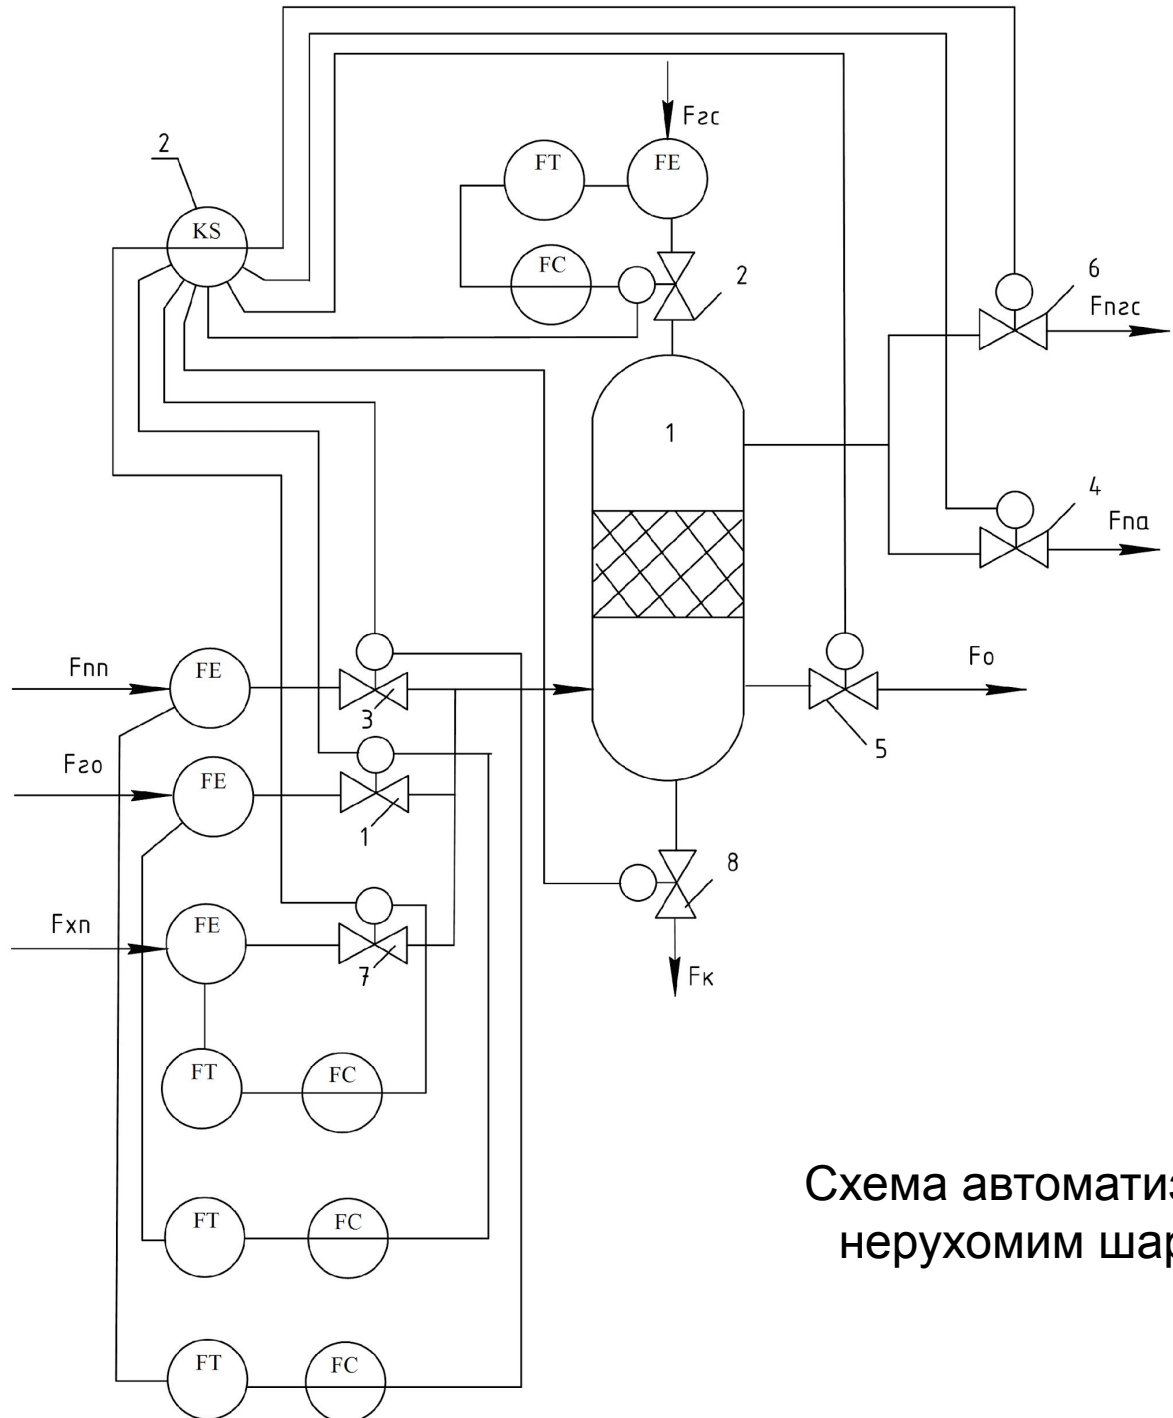 Fгс
2
FT
FE
KS
FC
2
6
Fпгс
1
4
Fпа
Fпп
FE
3
Fо
5
Fго
FE
1
8
Fхп
FE
7
Fк
FT
FC
FT
FC
FT
FC
Схема автоматиз
нерухомим шар